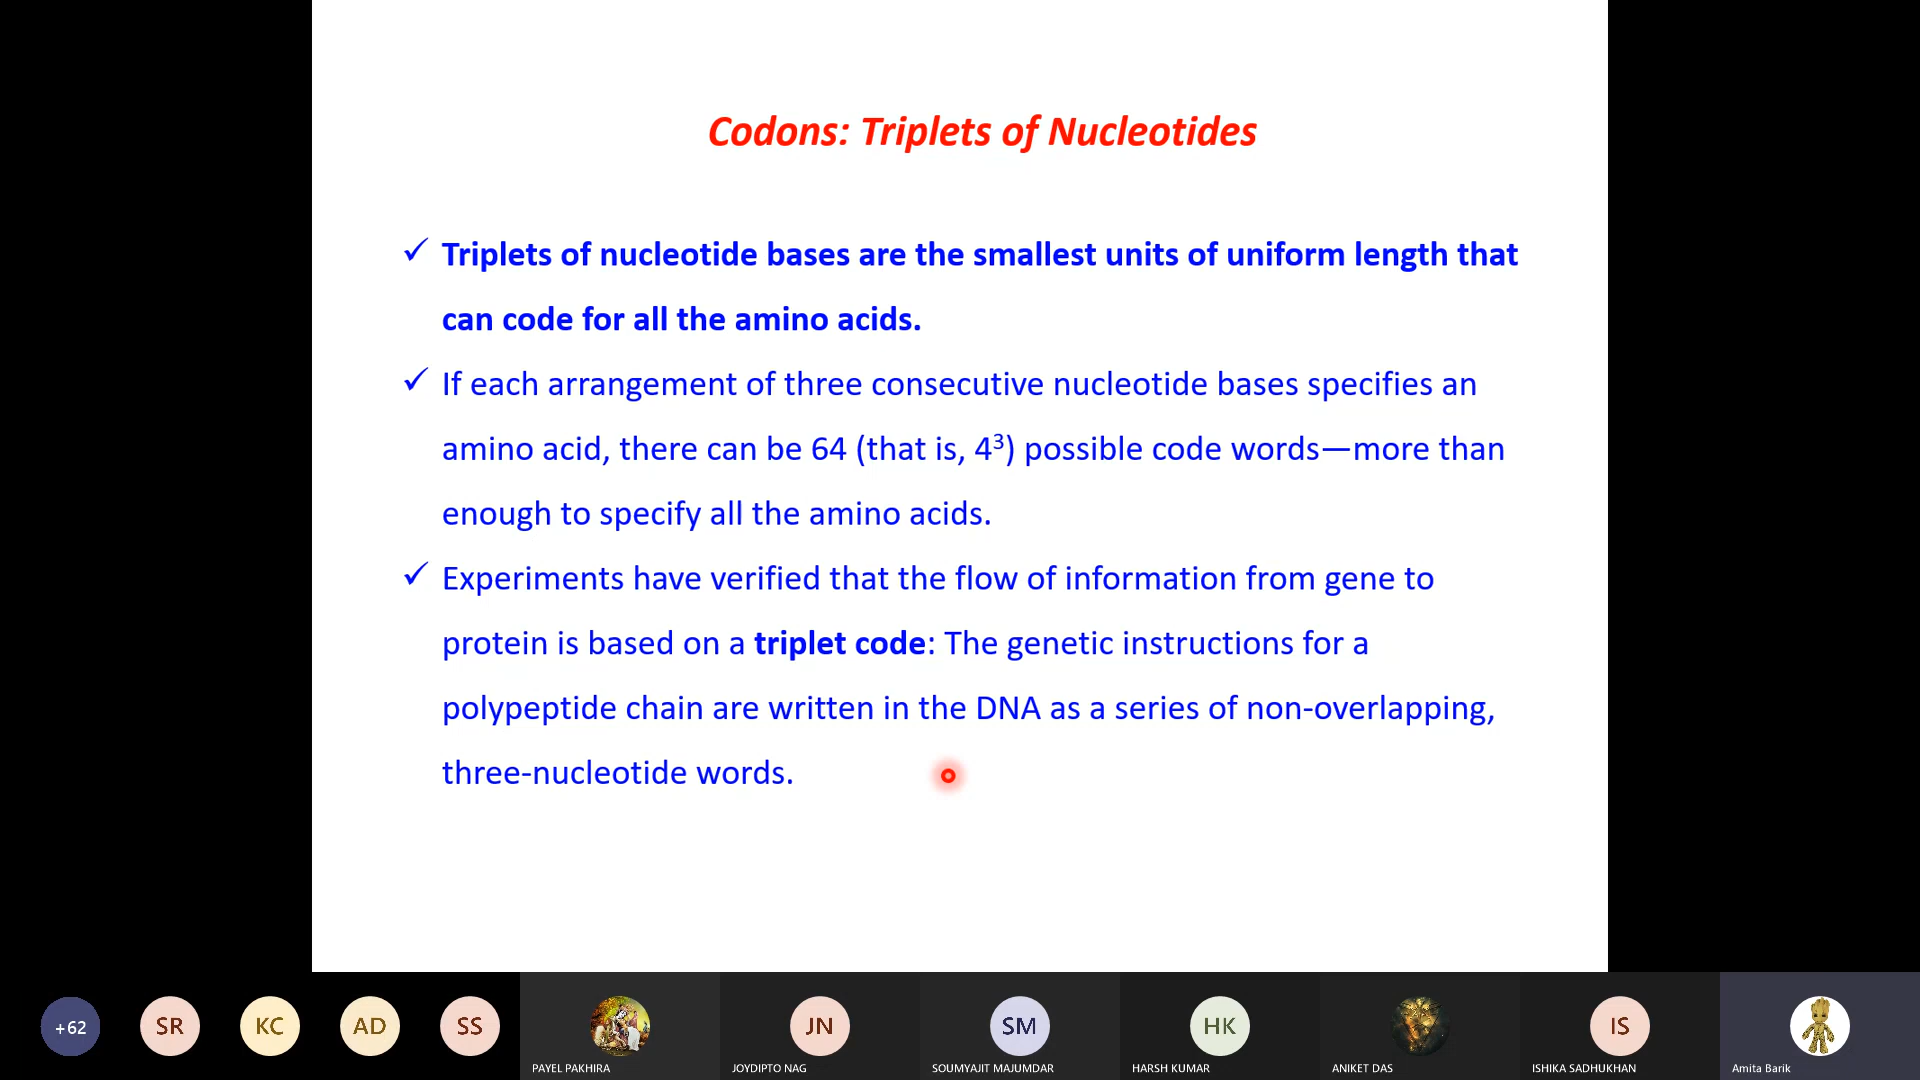 Codons: Triplets of Nucleotides
✓ Triplets of nucleotide bases are the smallest units of uniform length that
can code for all the amino acids.
✓ If each arrangement of three consecutive nucleotide bases specifies an
amino acid, there can be 64 (that is, 4³) possible code words—more than
enough to specify all the amino acids.
✓ Experiments have verified that the flow of information from gene to
protein is based on a triplet code: The genetic instructions for a
polypeptide chain are written in the DNA as a series of non-overlapping,
three-nucleotide words.
+62 SR KC AD SS JN SM HK IS
PAYEL PAKHIRA JOYDIPTO NAG SOUMYAJIT MAJUMDAR HARSH KUMAR ANIKET DAS ISHIKA SADHUKHAN Amita Barik